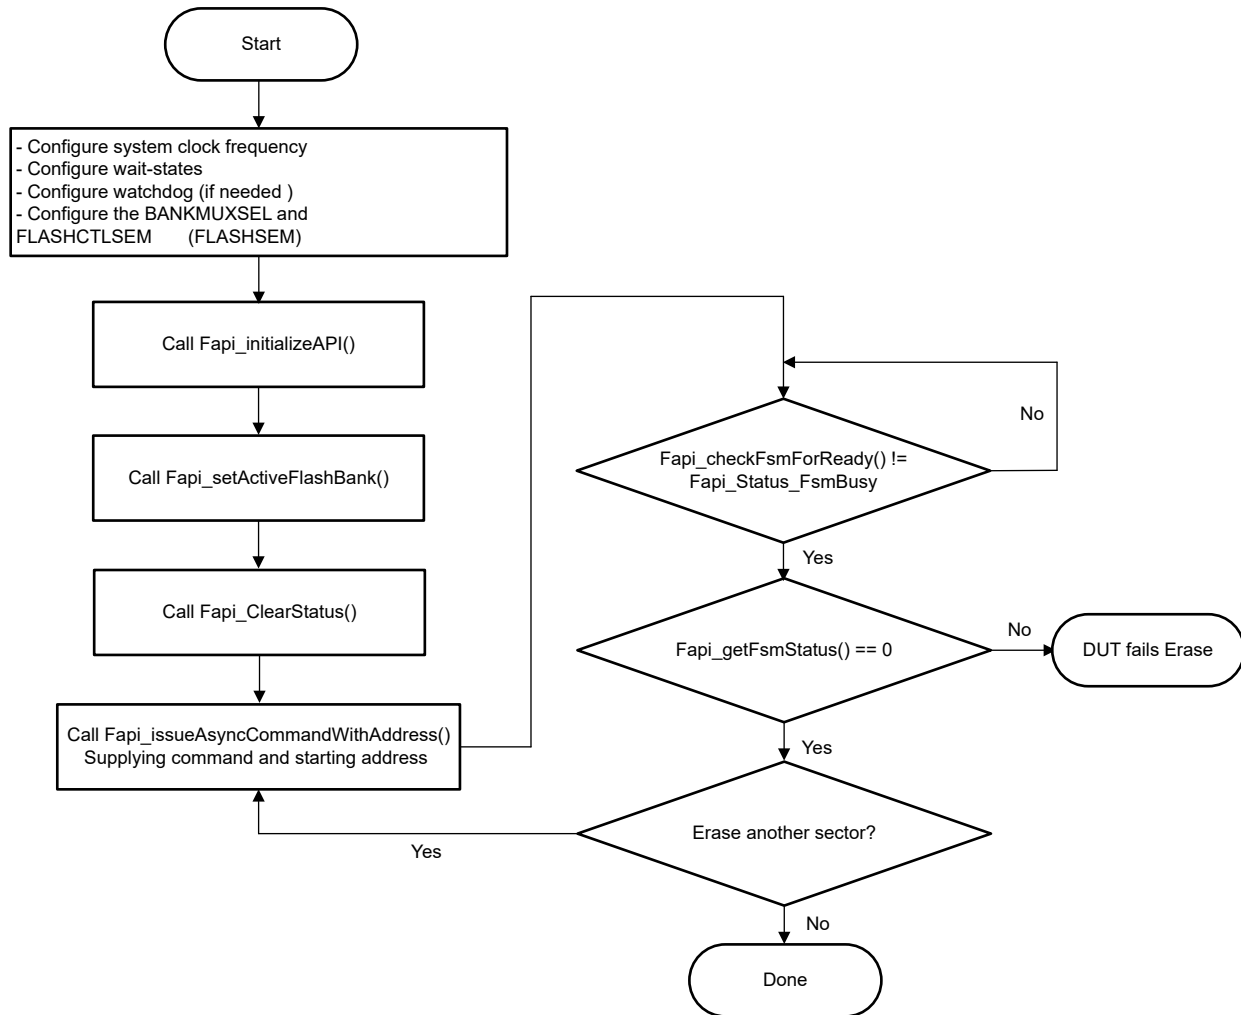 Start
- Configure system clock frequency
- Configure wait-states
- Configure watchdog (if needed )
- Configure the BANKMUXSEL and
FLASHCTLSEM (FLASHSEM)
Call Fapi_initializeAPI()
Call Fapi_setActiveFlashBank()
Call Fapi_ClearStatus()
Call Fapi_issueAsyncCommandWithAddress()
Supplying command and starting address
Fapi_checkFsmForReady() !=
Fapi_Status_FsmBusy
No
Yes
Fapi_getFsmStatus() == 0
No
DUT fails Erase
Yes
Erase another sector?
Yes
No
Done